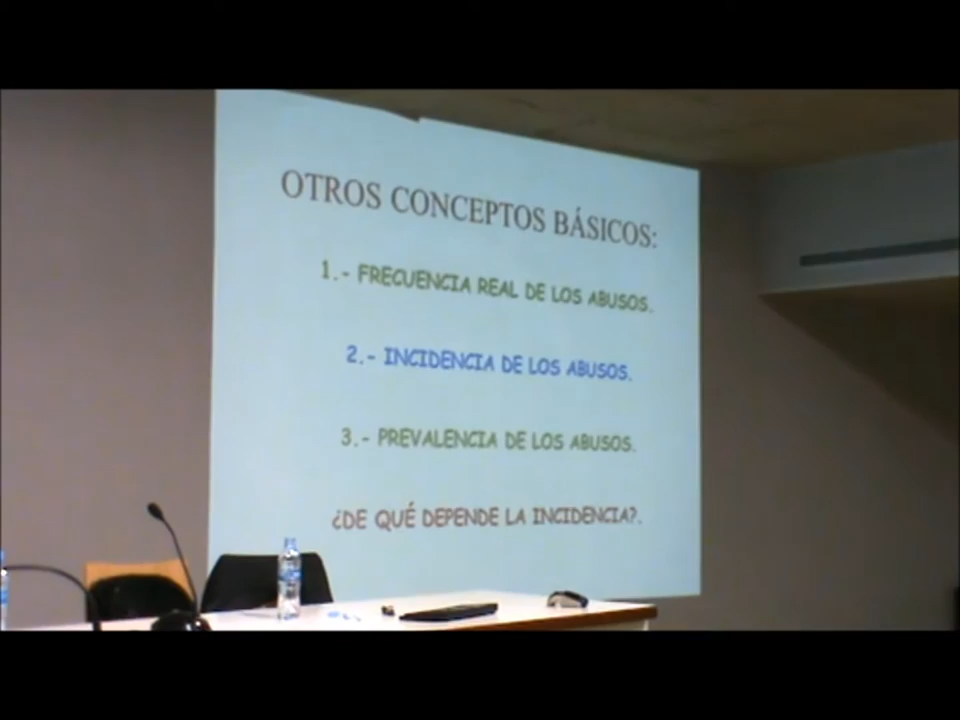 OTROS CONCEPTOS BÁSICOS:
1.- FRECUENCIA REAL DE LOS ABUSOS.
2.- INCIDENCIA DE LOS ABUSOS.
3.- PREVALENCIA DE LOS ABUSOS.
¿DE QUÉ DEPENDE LA INCIDENCIA?.